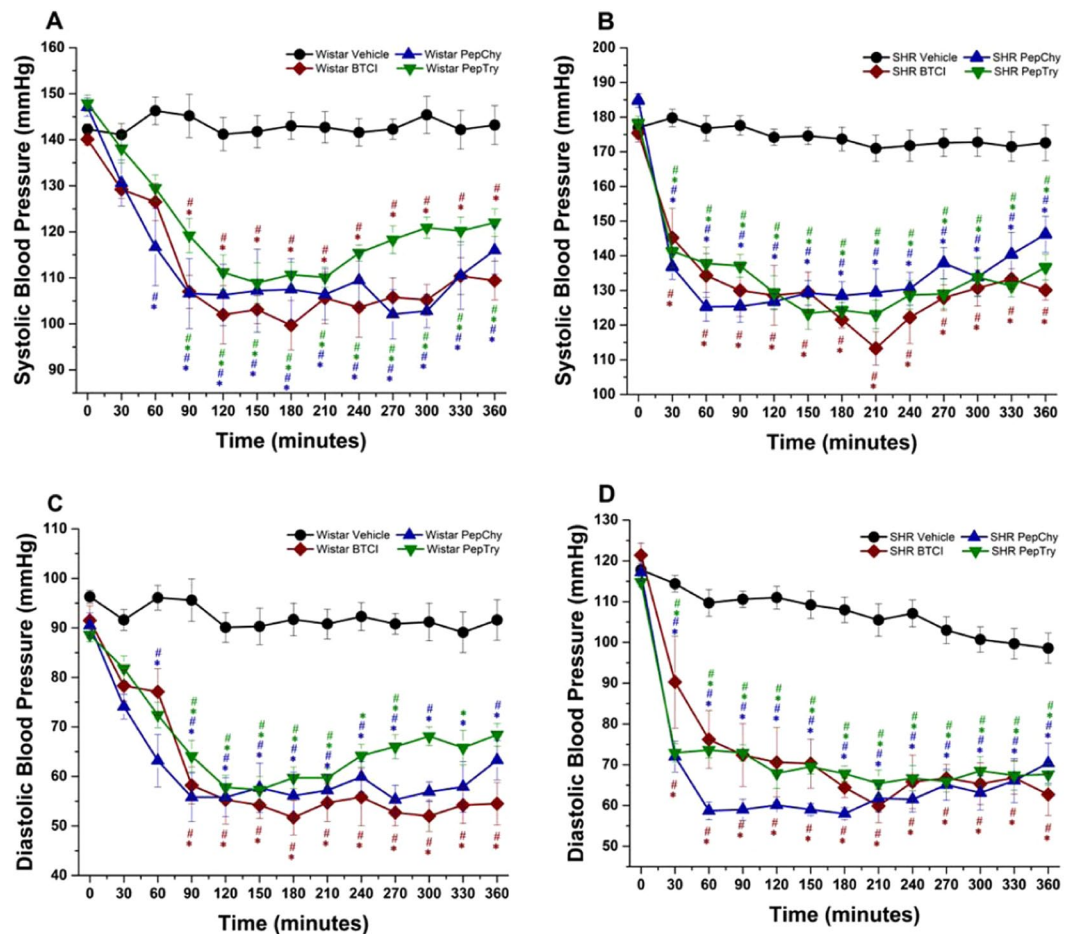 A
Wistar Vehicle Wistar PepChy
Wistar BTCI Wistar PepTry
Systolic Blood Pressure (mmHg)
160
150
140
130
120
110
100
90
# # # # # # # # # #
* * * * * * * * * *
#
*
0 30 60 90 120 150 180 210 240 270 300 330 360
Time (minutes)
B
SHR Vehicle SHR PepChy
SHR BTCI SHR PepTry
Systolic Blood Pressure (mmHg)
200
190
180
170
160
150
140
130
120
110
100
0 30 60 90 120 150 180 210 240 270 300 330 360
Time (minutes)
C
Wistar Vehicle Wistar PepChy
Wistar BTCI Wistar PepTry
Diastolic Blood Pressure (mmHg)
110
100
90
80
70
60
50
40
0 30 60 90 120 150 180 210 240 270 300 330 360
Time (minutes)
D
SHR Vehicle SHR PepChy
SHR BTCI SHR PepTry
Diastolic Blood Pressure (mmHg)
130
120
110
100
90
80
70
60
50
0 30 60 90 120 150 180 210 240 270 300 330 360
Time (minutes)